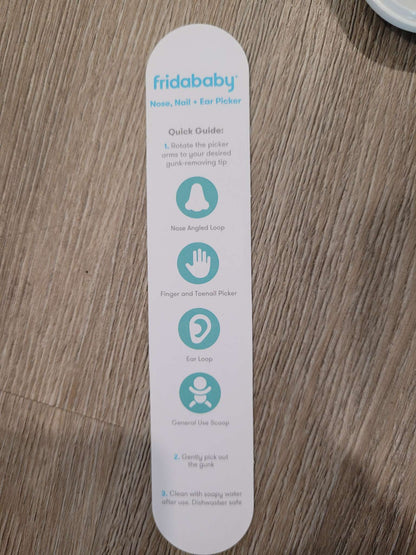 fridababy®
Nose, Nail + Ear Picker
Quick Guide:
1. Rotate the picker
arms to your desired
gunk-removing tip
Nose Angled Loop
Finger and Toenail Picker
Ear Loop
General Use Scoop
2. Gently pick out
the gunk
3. Clean with soapy water
after use. Dishwasher safe